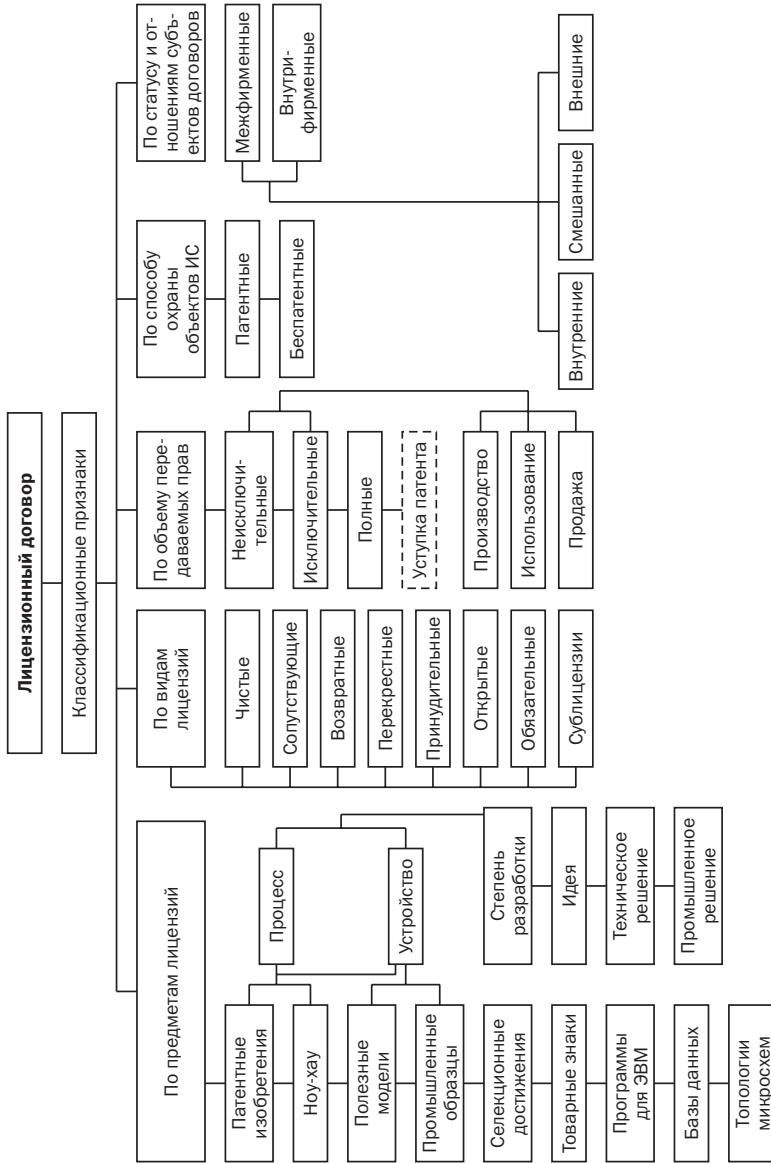 Лицензионный договор
Классификационные признаки
По предметам лицензий
Патентные
изобретения
Ноу-хау
Полезные
модели
Промышленные
образцы
Селекционные
достижения
Товарные знаки
Программы
для ЭВМ
Базы данных
Топологии
микросхем
Процесс
Устройство
Степень
разработки
Идея
Техническое
решение
Промышленное
решение
По видам
лицензий
Чистые
Сопутствующие
Возвратные
Перекрестные
Принудительные
Открытые
Обязательные
Сублицензии
По объему пере-
даваемых прав
Неисключи-
тельные
Исключительные
Полные
Уступка патента
Производство
Использование
Продажа
По способу
охраны
объектов ИС
Патентные
Беспатентные
По статусу и от-
ношениям субъ-
ектов договоров
Межфирменные
Внутри-
фирменные
Внутренние
Смешанные
Внешние